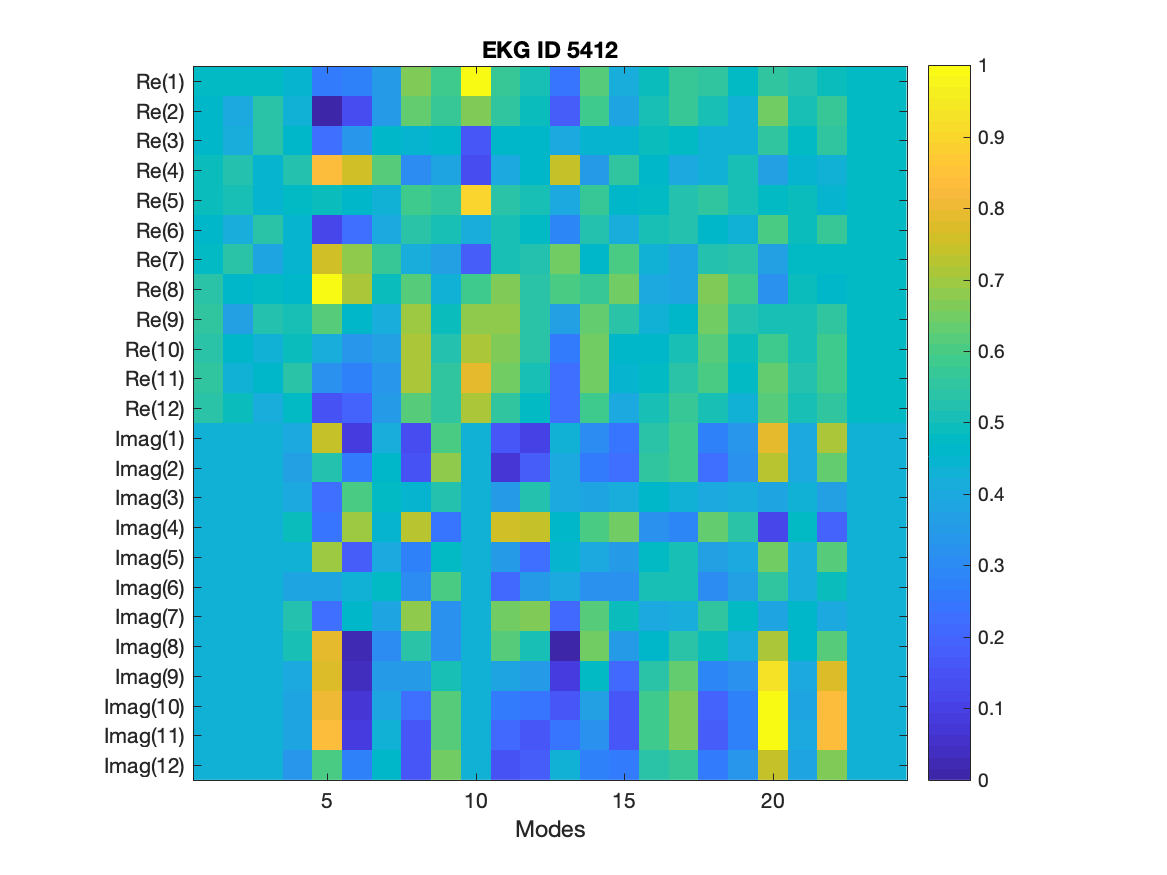 EKG ID 5412
Re(1)
Re(2)
Re(3)
Re(4)
Re(5)
Re(6)
Re(7)
Re(8)
Re(9)
Re(10)
Re(11)
Re(12)
Imag(1)
Imag(2)
Imag(3)
Imag(4)
Imag(5)
Imag(6)
Imag(7)
Imag(8)
Imag(9)
Imag(10)
Imag(11)
Imag(12)
5 10 15 20
Modes
1
0.9
0.8
0.7
0.6
0.5
0.4
0.3
0.2
0.1
0